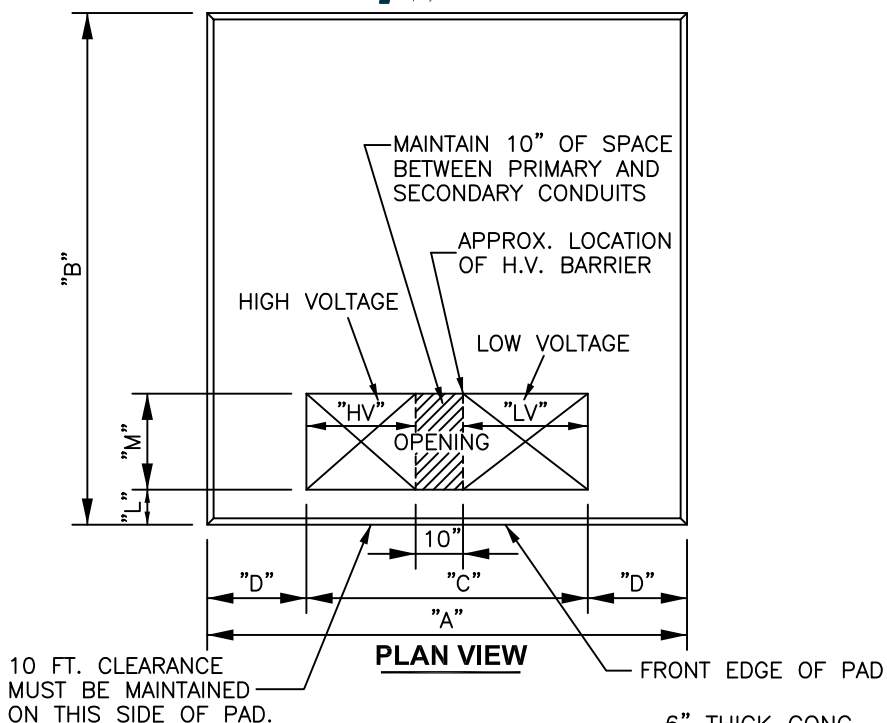 MAINTAIN 10” OF SPACE
BETWEEN PRIMARY AND
SECONDARY CONDUITS
APPROX. LOCATION
OF H.V. BARRIER
”B”
HIGH VOLTAGE
LOW VOLTAGE
”HV”
”LV”
OPENING
”M”
”L”
10”
”D”
”C”
”D”
”A”
PLAN VIEW
10 FT. CLEARANCE
MUST BE MAINTAINED
ON THIS SIDE OF PAD.
FRONT EDGE OF PAD
6” THICK CONC